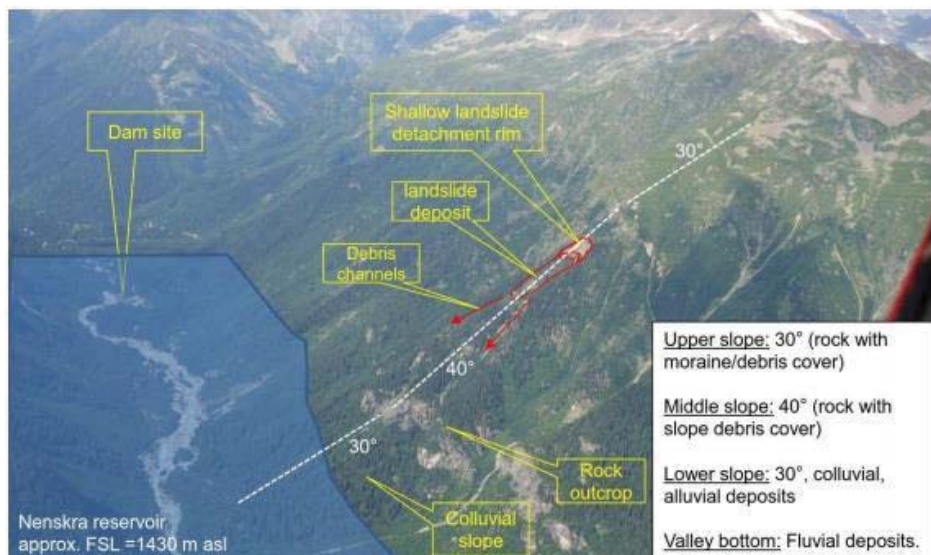 Dam site
Shallow landslide
detachment rim
30°
landslide
deposit
Debris
channels
40°
30°
Rock
outcrop
Colluvial
slope
Nenskra reservoir
approx. FSL =1430 m asl
Upper slope: 30° (rock with
moraine/debris cover)
Middle slope: 40° (rock with
slope debris cover)
Lower slope: 30°, colluvial,
alluvial deposits
Valley bottom: Fluvial deposits.